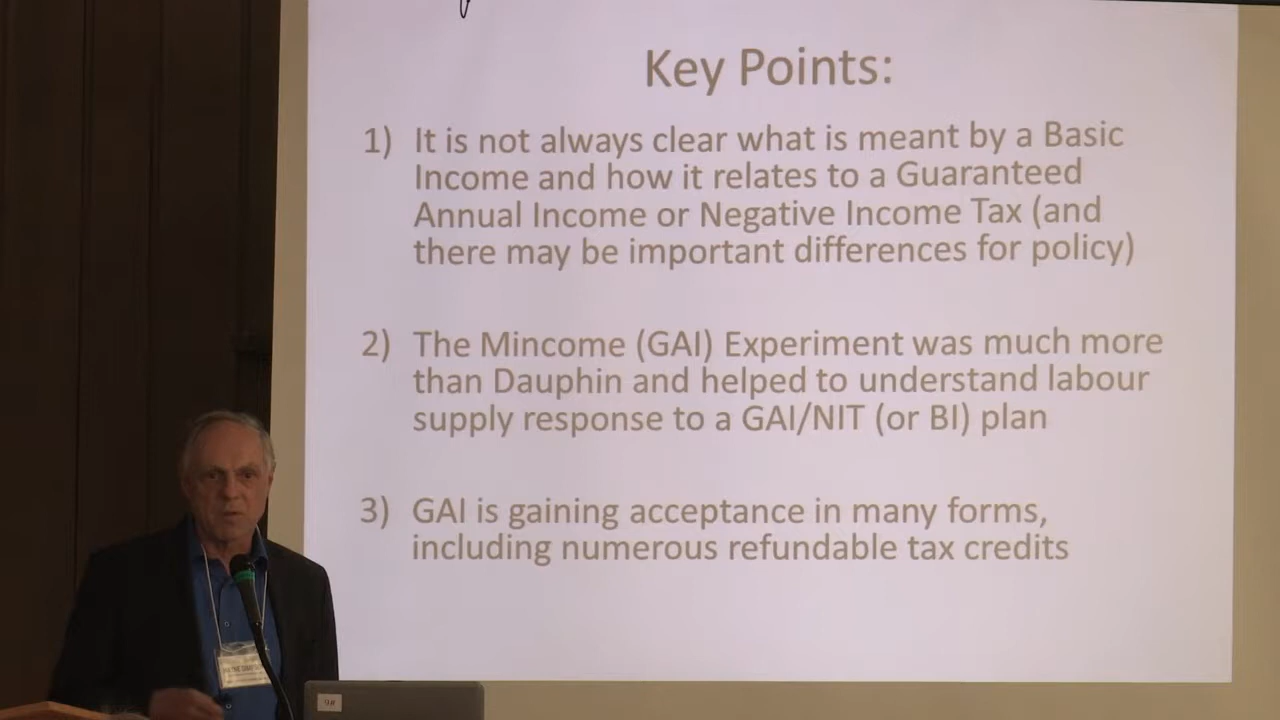 Key Points:
1) It is not always clear what is meant by a Basic
Income and how it relates to a Guaranteed
Annual Income or Negative Income Tax (and
there may be important differences for policy)
2) The Mincome (GAI) Experiment was much more
than Dauphin and helped to understand labour
supply response to a GAI/NIT (or BI) plan
3) GAI is gaining acceptance in many forms,
including numerous refundable tax credits